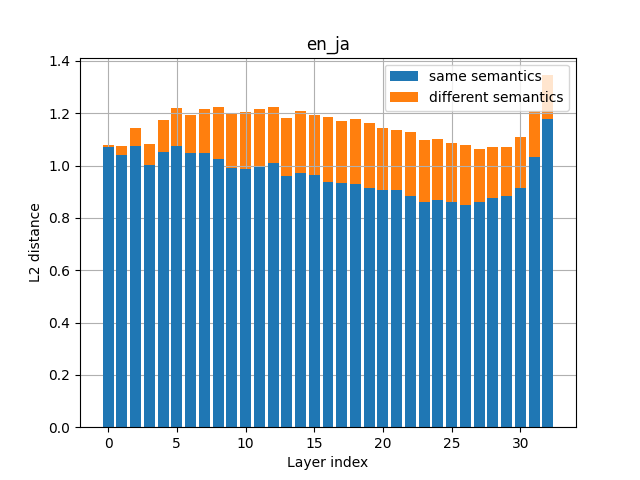 en_ja
same semantics
different semantics
L2 distance
1.4
1.2
1.0
0.8
0.6
0.4
0.2
0.0
0 5 10 15 20 25 30
Layer index